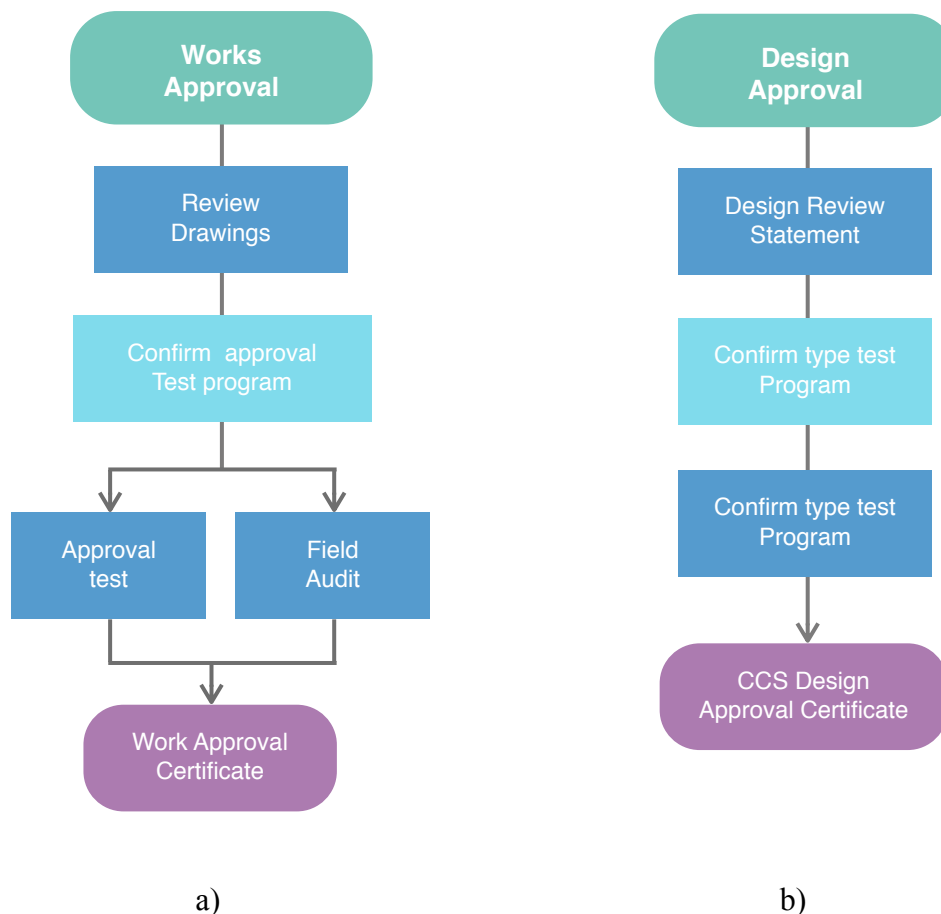 Works
Approval
Review
Drawings
Confirm approval
Test program
Approval
test
Field
Audit
Work Approval
Certificate
a)
Design
Approval
Design Review
Statement
Confirm type test
Program
Confirm type test
Program
CCS Design
Approval Certificate
b)